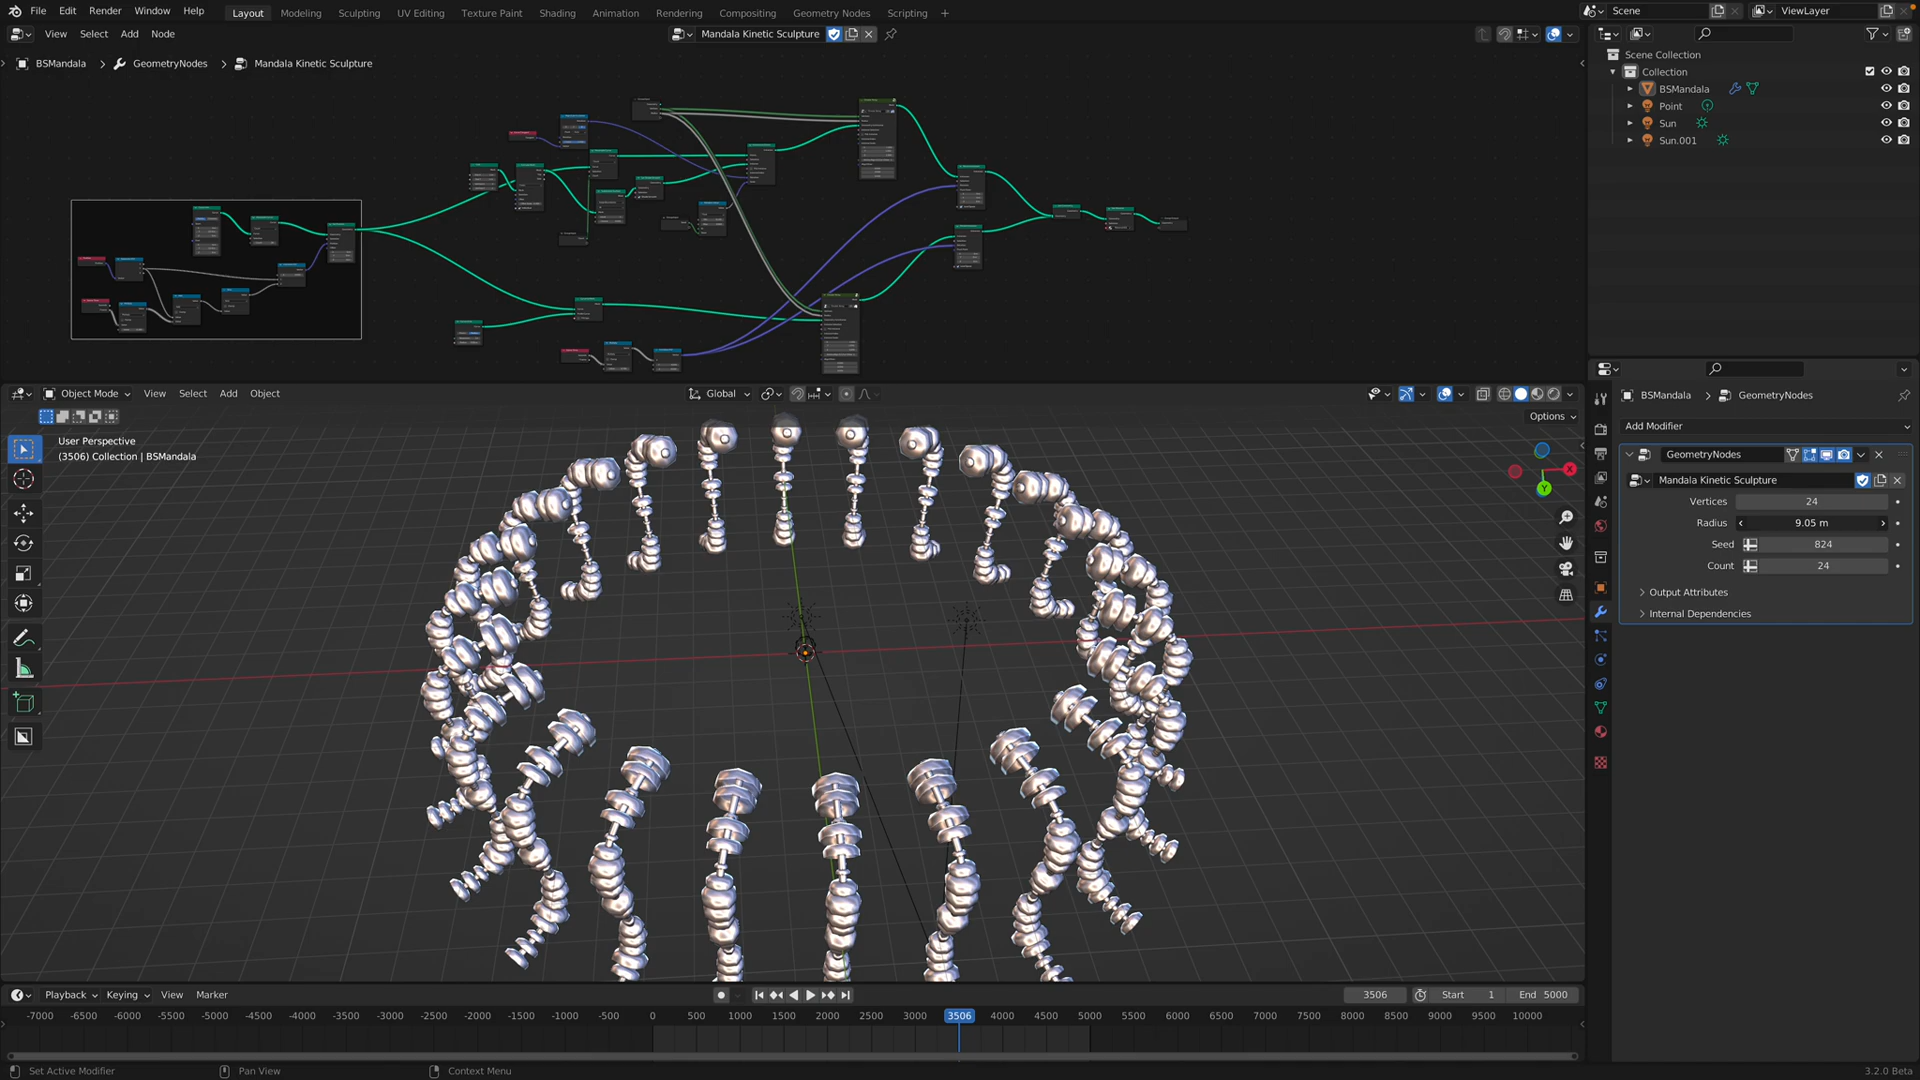 File Edit Render Window Help
Layout Modeling Sculpting UV Editing Texture Paint Shading Animation Rendering Compositing Geometry Nodes Scripting +
Scene
ViewLayer
View Select Add Node
Mandala Kinetic Sculpture
BSMandala > GeometryNodes > Mandala Kinetic Sculpture
Scene Collection
Collection
BSMandala
Point
Sun
Sun.001
Object Mode View Select Add Object
Global
Options
User Perspective
(3506) Collection | BSMandala
X
Y
BSMandala > GeometryNodes
Add Modifier
GeometryNodes
Mandala Kinetic Sculpture
Vertices 24
Radius 9.05 m
Seed 824
Count 24
Output Attributes
Internal Dependencies
Playback Keying View Marker
3506
Start 1
End 5000
-7000 -6500 -6000 -5500 -5000 -4500 -4000 -3500 -3000 -2500 -2000 -1500 -1000 -500 0 500 1000 1500 2000 2500 3000 3506 4000 4500 5000 5500 6000 6500 7000 7500 8000 8500 9000 9500 10000
Set Active Modifier
Pan View
Context Menu
3.2.0 Beta